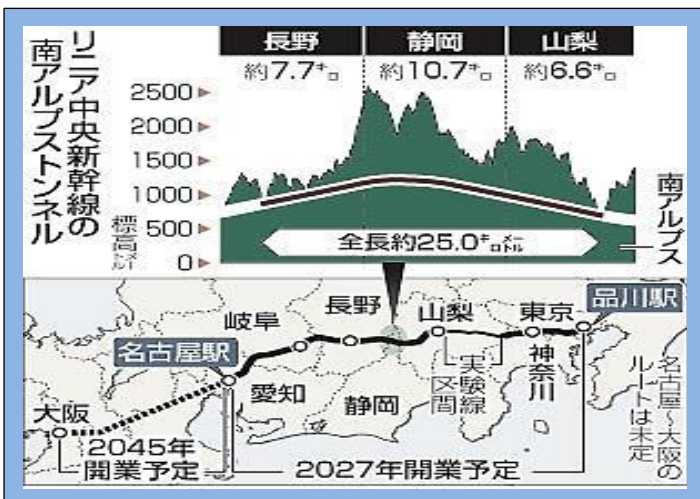 リニア中央新幹線の
南アルプストンネル
長野
静岡
山梨
約7.7㌔
約10.7㌔
約6.6㌔
2500
2000
1500
1000
500
0
標高
メートル
全長約25.0キロメートル
南アルプス
品川駅
東京
山梨
長野
岐阜
名古屋駅
神奈川
実験線
区間
愛知
静岡
大阪
名古屋〜大阪の
ルートは未定
2045年
開業予定
2027年開業予定